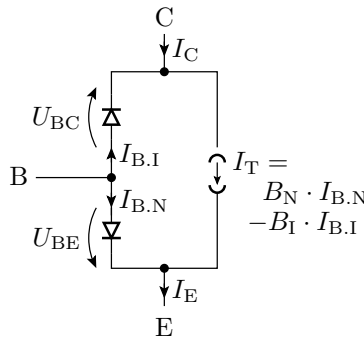 C
I_C
U_BC
I_B.I
I_T =
B
B_N · I_B.N
I_B.N
−B_I · I_B.I
U_BE
I_E
E